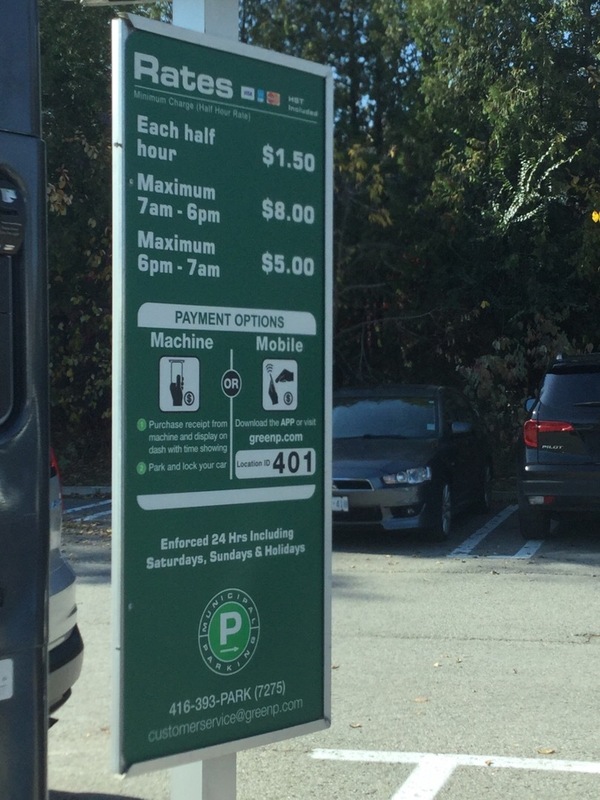 Rates VISA
HST
Included
Minimum Charge (Half Hour Rate)
Each half
hour
$1.50
Maximum
7am - 6pm
$8.00
Maximum
6pm - 7am
$5.00
PAYMENT OPTIONS
Machine
OR
Mobile
1 Purchase receipt from
machine and display on
dash with time showing
2 Park and lock your car
Download the APP or visit
greenp.com
Location ID 401
Enforced 24 Hrs Including
Saturdays, Sundays & Holidays
MUNICIPAL
P
PARKING
416-393-PARK (7275)
customerservice@greenp.com
PILOT